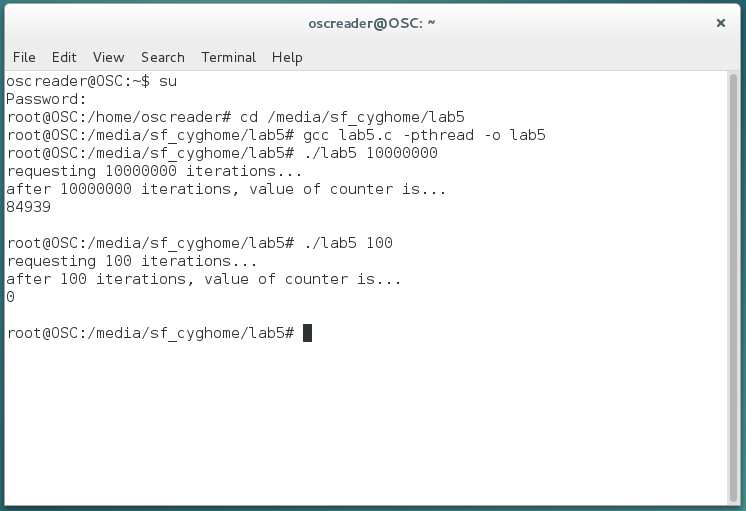 oscreader@OSC: ~
File Edit View Search Terminal Help
oscreader@OSC:~$ su
Password:
root@OSC:/home/oscreader# cd /media/sf_cyghome/lab5
root@OSC:/media/sf_cyghome/lab5# gcc lab5.c -pthread -o lab5
root@OSC:/media/sf_cyghome/lab5# ./lab5 10000000
requesting 10000000 iterations...
after 10000000 iterations, value of counter is...
84939
root@OSC:/media/sf_cyghome/lab5# ./lab5 100
requesting 100 iterations...
after 100 iterations, value of counter is...
0
root@OSC:/media/sf_cyghome/lab5#